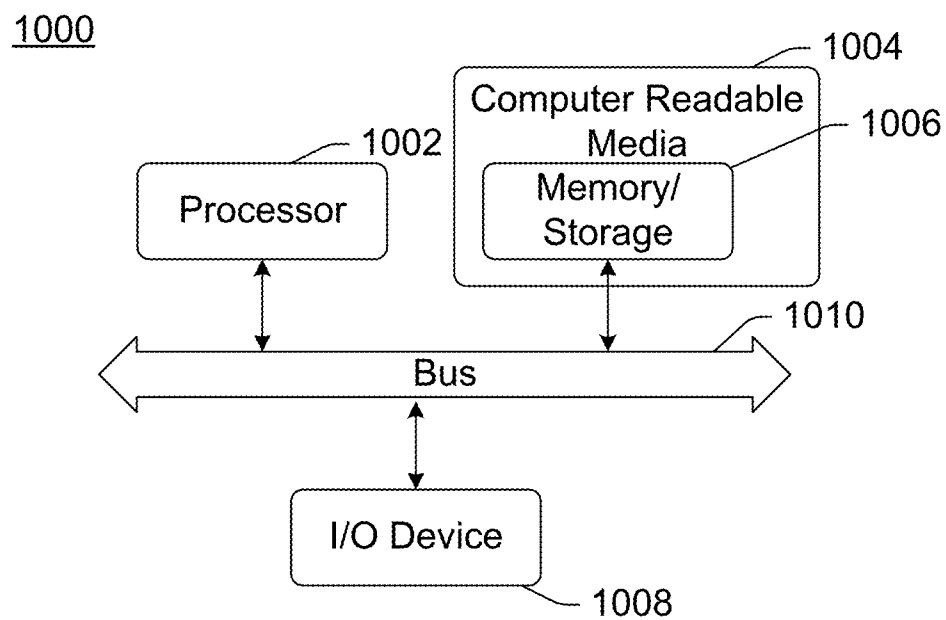 1000
1004
Computer Readable
Media
1006
1002
Processor
Memory/
Storage
1010
Bus
I/O Device
1008